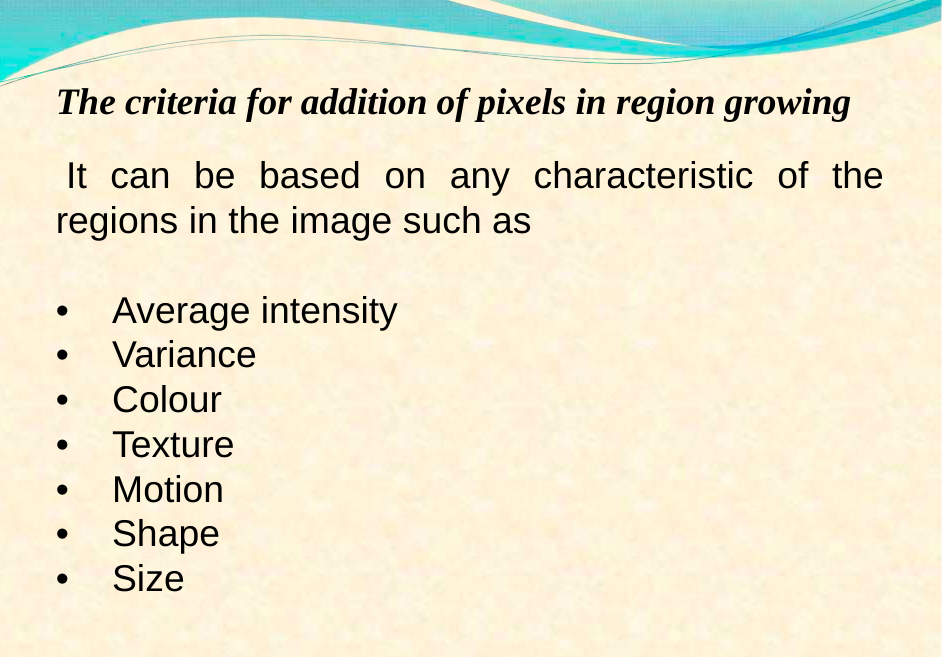 The criteria for addition of pixels in region growing
It can be based on any characteristic of the
regions in the image such as
• Average intensity
• Variance
• Colour
• Texture
• Motion
• Shape
• Size